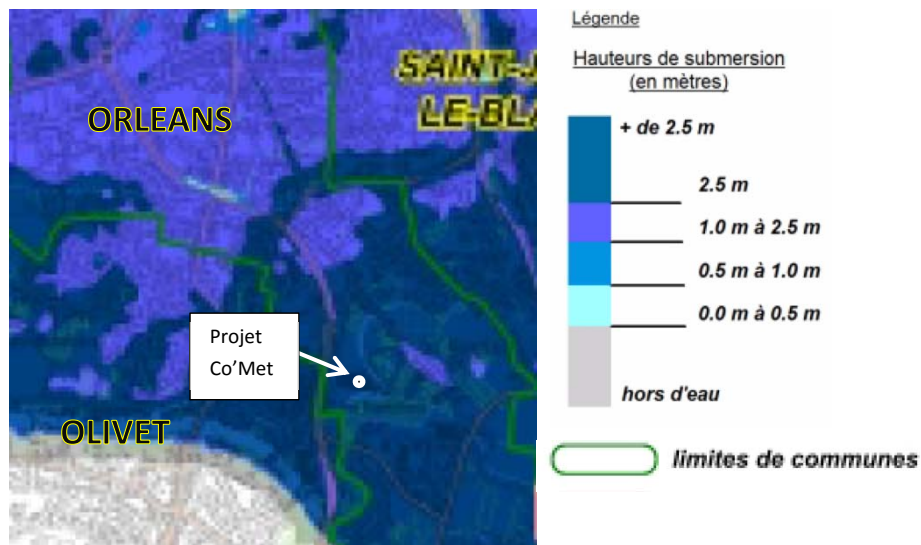 SAINT-J
LE-BLA
ORLEANS
Projet
Co'Met
OLIVET
Légende
Hauteurs de submersion
(en mètres)
+ de 2.5 m
2.5 m
1.0 m à 2.5 m
0.5 m à 1.0 m
0.0 m à 0.5 m
hors d'eau
limites de communes